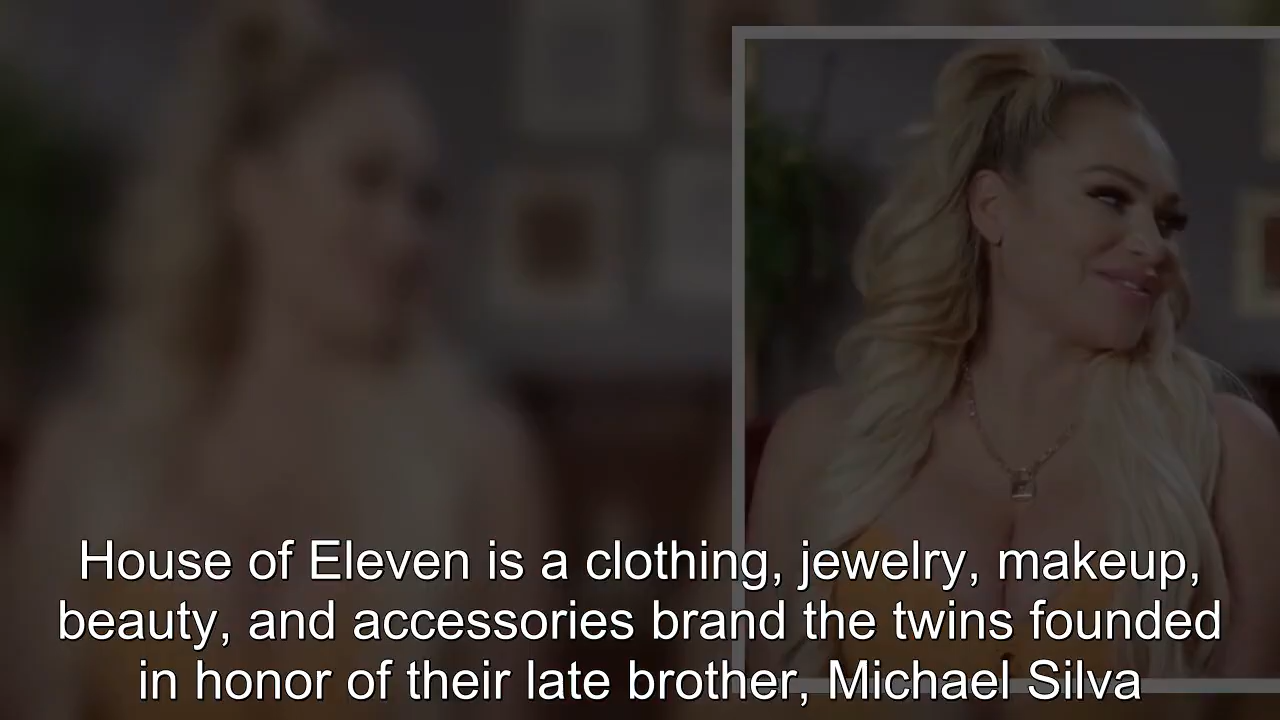 House of Eleven is a clothing, jewelry, makeup,
beauty, and accessories brand the twins founded
in honor of their late brother, Michael Silva